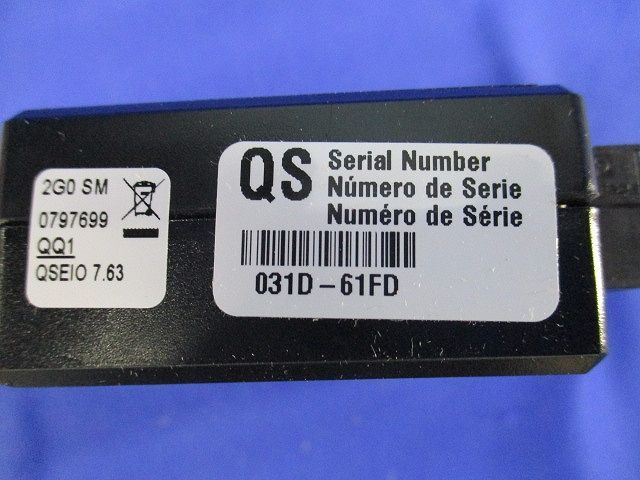 2G0 SM
0797699
QQ1
QSEIO 7.63
QS
Serial Number
Número de Serie
Numéro de Série
031D-61FD